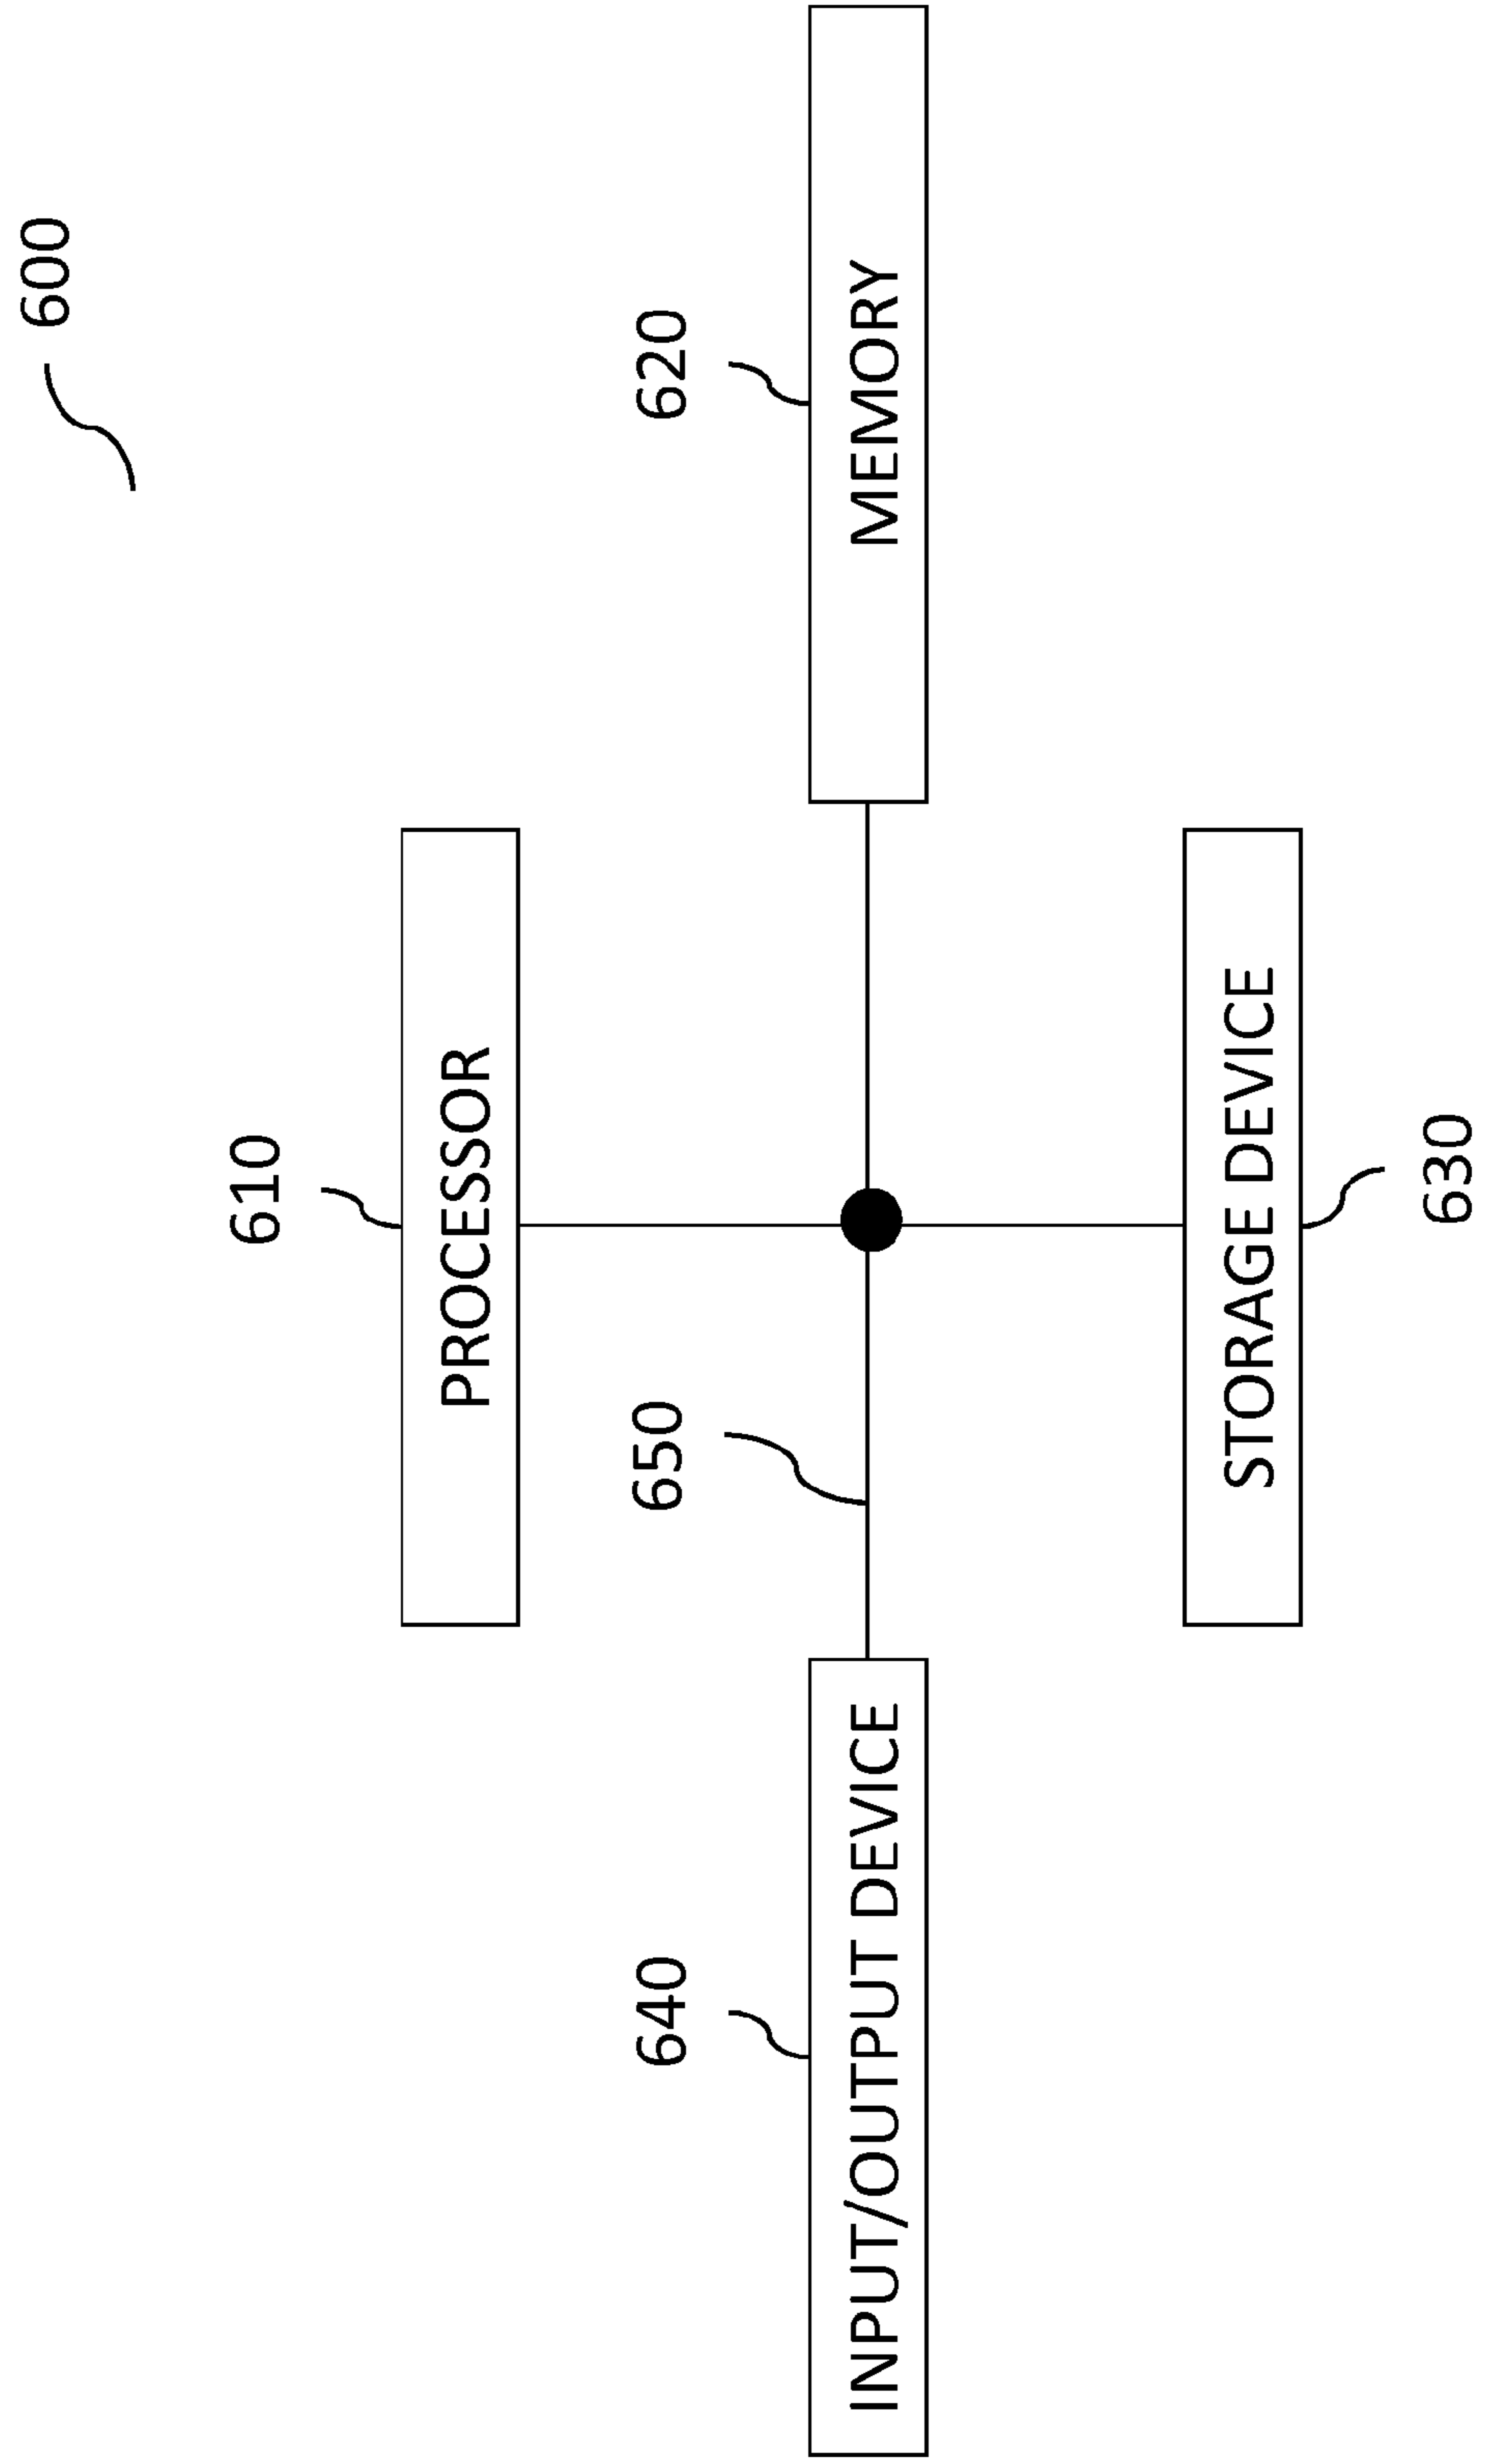 600
610
PROCESSOR
640
650
620
INPUT/OUTPUT DEVICE
MEMORY
STORAGE DEVICE
630